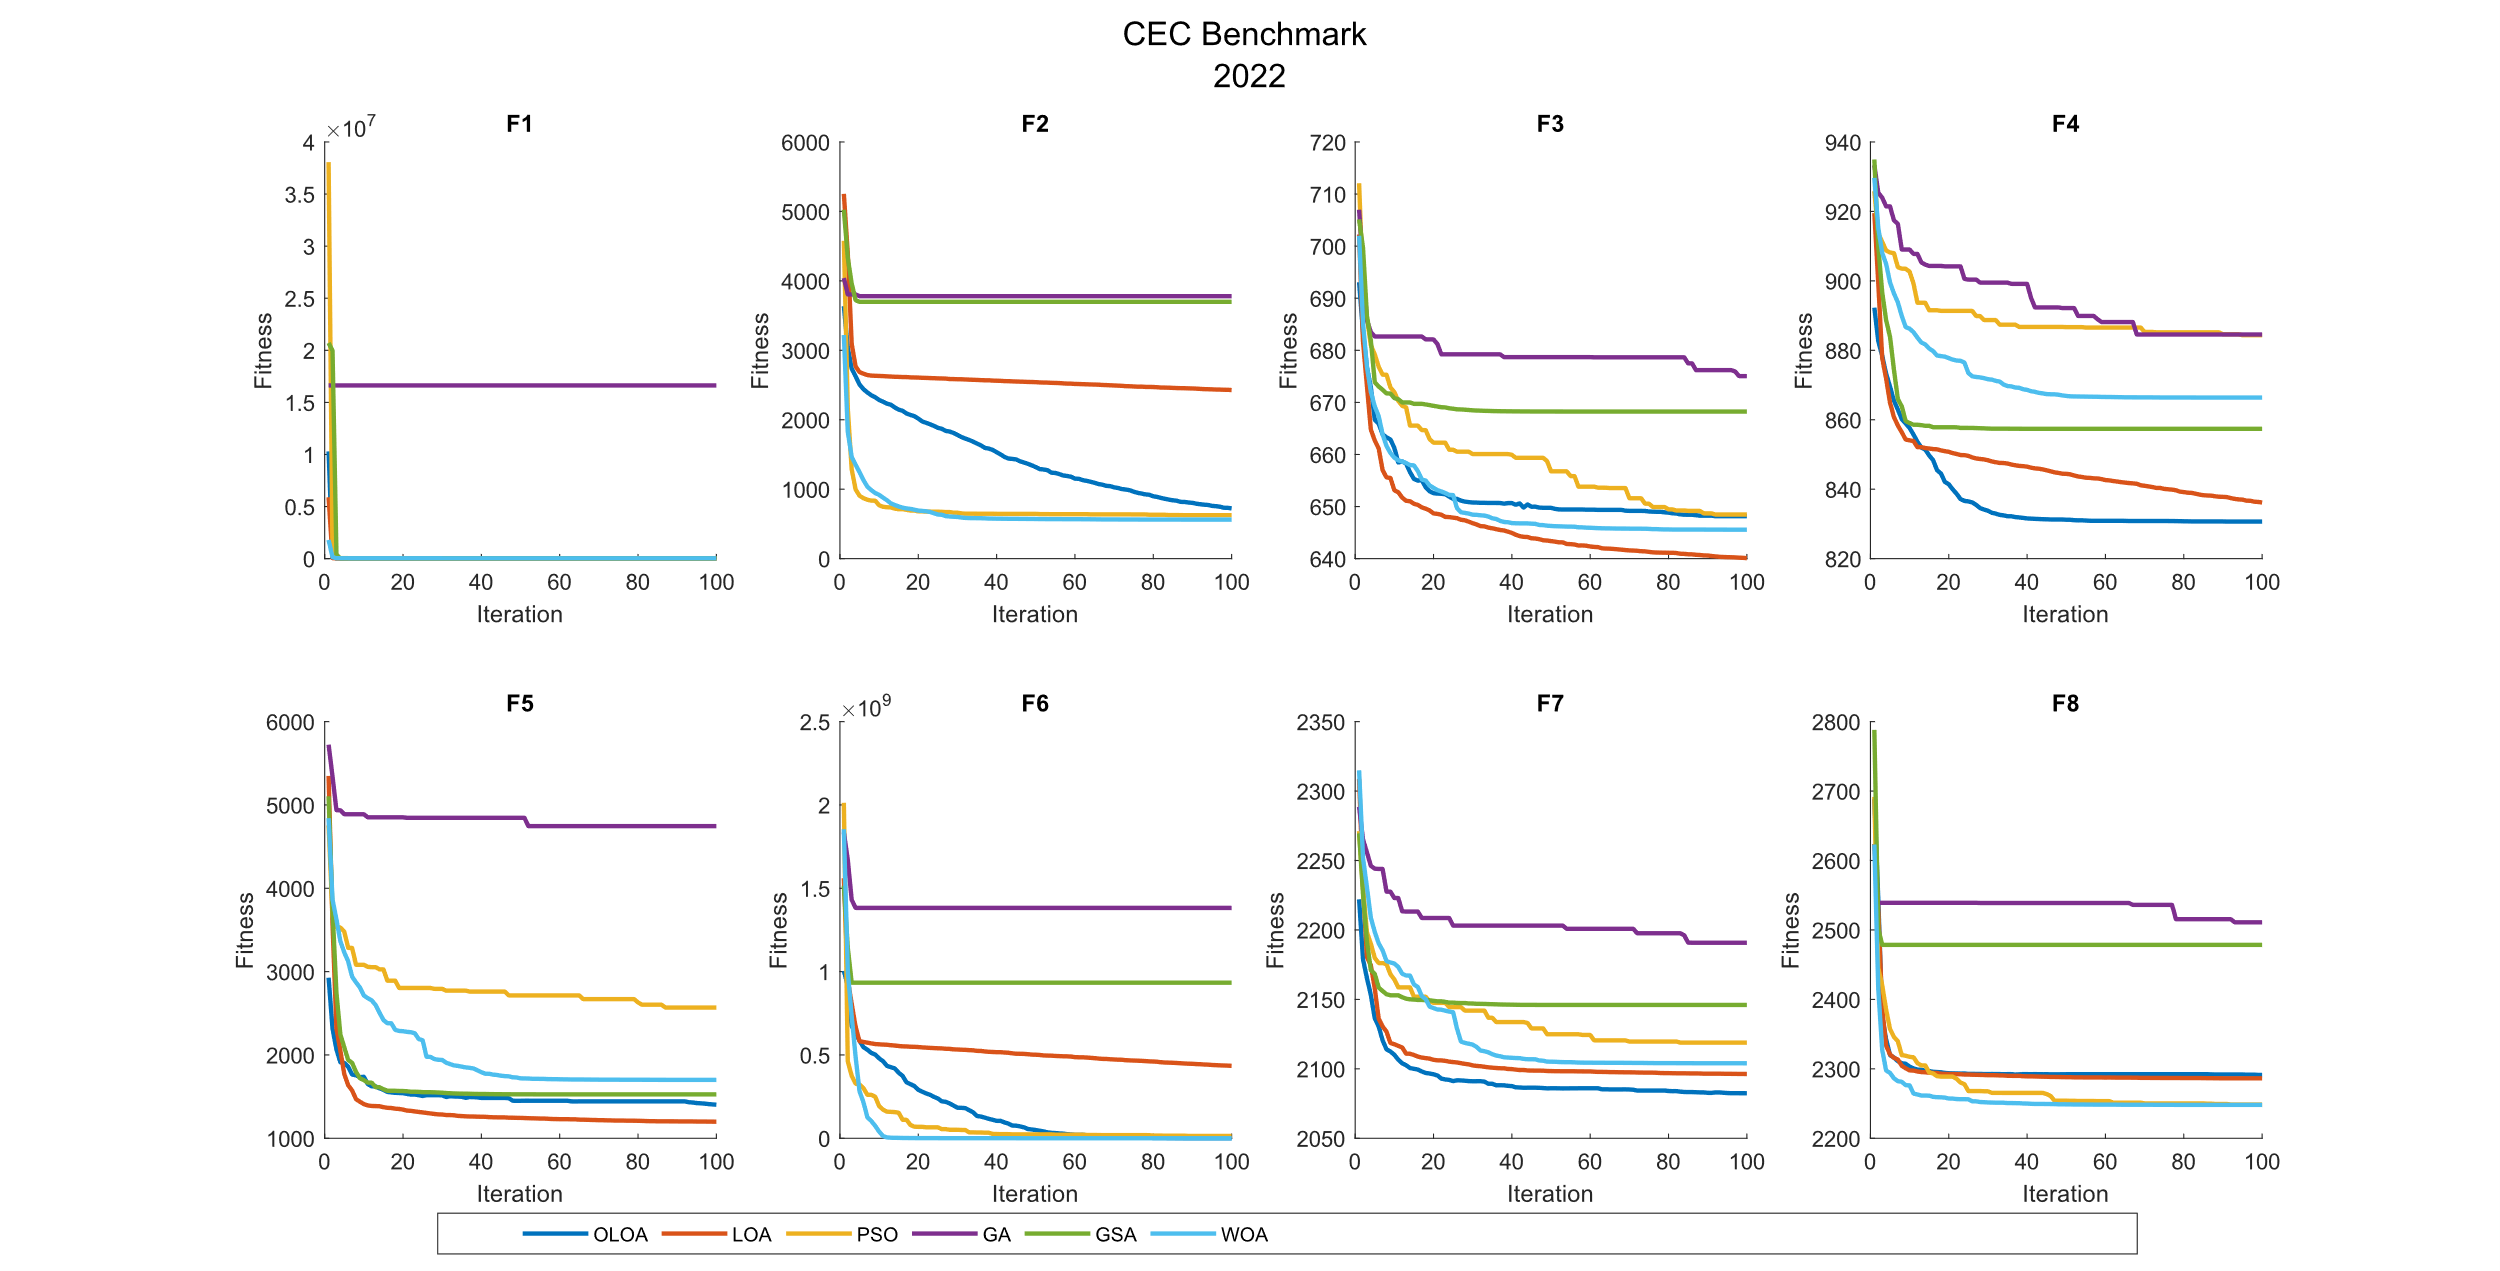 CEC Benchmark
2022
F1
×10^7
4
3.5
3
2.5
2
1.5
1
0.5
0
Fitness
0 20 40 60 80 100
Iteration
F2
6000
5000
4000
3000
2000
1000
0
Fitness
0 20 40 60 80 100
Iteration
F3
720
710
700
690
680
670
660
650
640
Fitness
0 20 40 60 80 100
Iteration
F4
940
920
900
880
860
840
820
Fitness
0 20 40 60 80 100
Iteration
F5
6000
5000
4000
3000
2000
1000
Fitness
0 20 40 60 80 100
Iteration
F6
×10^9
2.5
2
1.5
1
0.5
0
Fitness
0 20 40 60 80 100
Iteration
F7
2350
2300
2250
2200
2150
2100
2050
Fitness
0 20 40 60 80 100
Iteration
F8
2800
2700
2600
2500
2400
2300
2200
Fitness
0 20 40 60 80 100
Iteration
OLOA LOA PSO GA GSA WOA